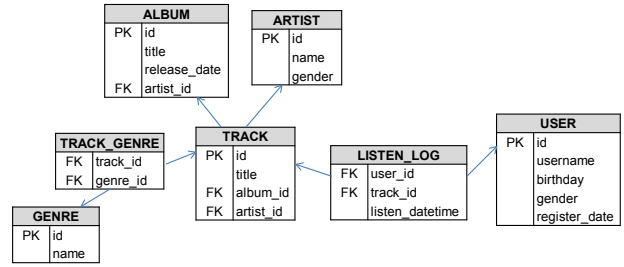 ALBUM
PK id
title
release_date
FK artist_id
ARTIST
PK id
name
gender
TRACK_GENRE
FK track_id
FK genre_id
TRACK
PK id
title
FK album_id
FK artist_id
LISTEN_LOG
FK user_id
FK track_id
listen_datetime
USER
PK id
username
birthday
gender
register_date
GENRE
PK id
name